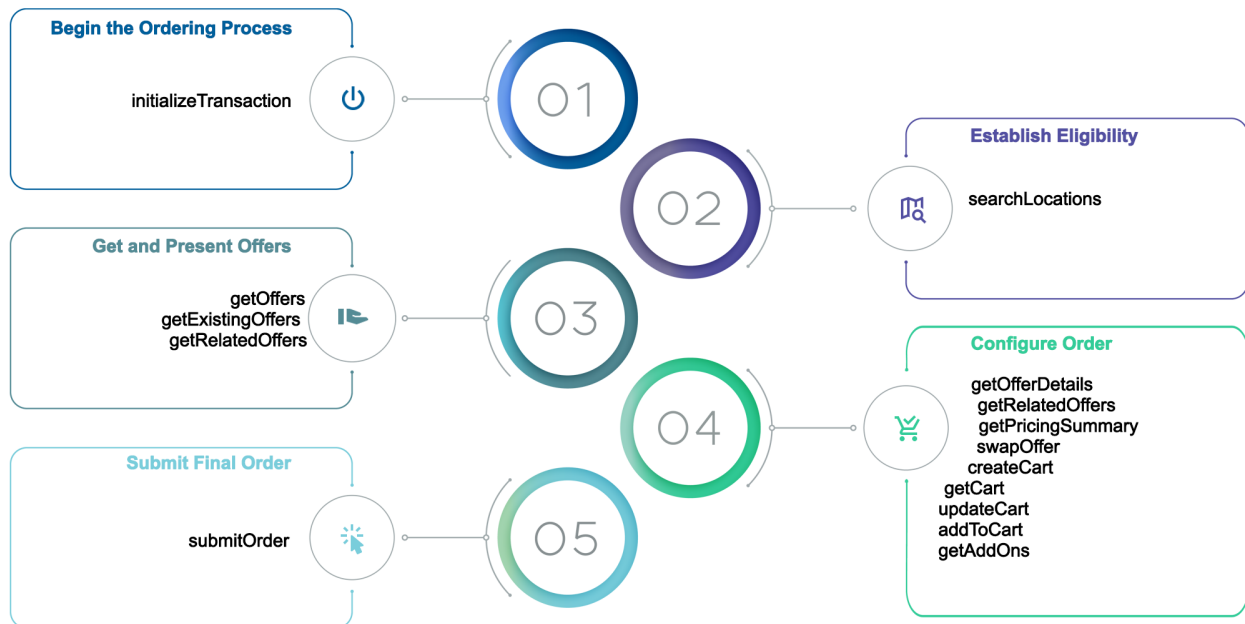 Begin the Ordering Process
initializeTransaction
01
02
Establish Eligibility
searchLocations
Get and Present Offers
getOffers
getExistingOffers
getRelatedOffers
03
04
Configure Order
getOfferDetails
getRelatedOffers
getPricingSummary
swapOffer
createCart
getCart
updateCart
addToCart
getAddOns
Submit Final Order
submitOrder
05